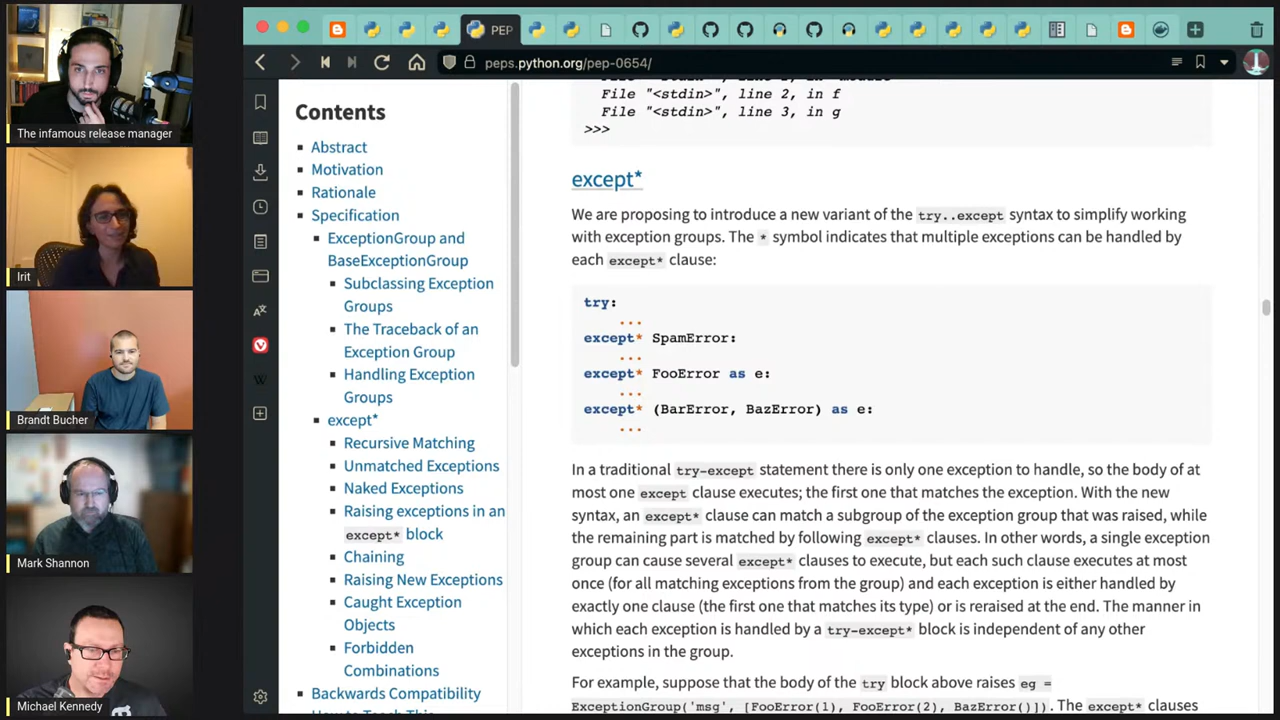 The infamous release manager
Irit
Brandt Bucher
Mark Shannon
Michael Kennedy
PEP
peps.python.org/pep-0654/
Contents
Abstract
Motivation
Rationale
Specification
ExceptionGroup and
BaseExceptionGroup
Subclassing Exception
Groups
The Traceback of an
Exception Group
Handling Exception
Groups
except*
Recursive Matching
Unmatched Exceptions
Naked Exceptions
Raising exceptions in an
except* block
Chaining
Raising New Exceptions
Caught Exception
Objects
Forbidden
Combinations
Backwards Compatibility
How to Teach This
File "<stdin>", line 2, in f
File "<stdin>", line 3, in g
>>>
except*
We are proposing to introduce a new variant of the try..except syntax to simplify working
with exception groups. The * symbol indicates that multiple exceptions can be handled by
each except* clause:
try:
...
except* SpamError:
...
except* FooError as e:
...
except* (BarError, BazError) as e:
...
In a traditional try-except statement there is only one exception to handle, so the body of at
most one except clause executes; the first one that matches the exception. With the new
syntax, an except* clause can match a subgroup of the exception group that was raised, while
the remaining part is matched by following except* clauses. In other words, a single exception
group can cause several except* clauses to execute, but each such clause executes at most
once (for all matching exceptions from the group) and each exception is either handled by
exactly one clause (the first one that matches its type) or is reraised at the end. The manner in
which each exception is handled by a try-except* block is independent of any other
exceptions in the group.
For example, suppose that the body of the try block above raises eg =
ExceptionGroup('msg', [FooError(1), FooError(2), BazError()]). The except* clauses